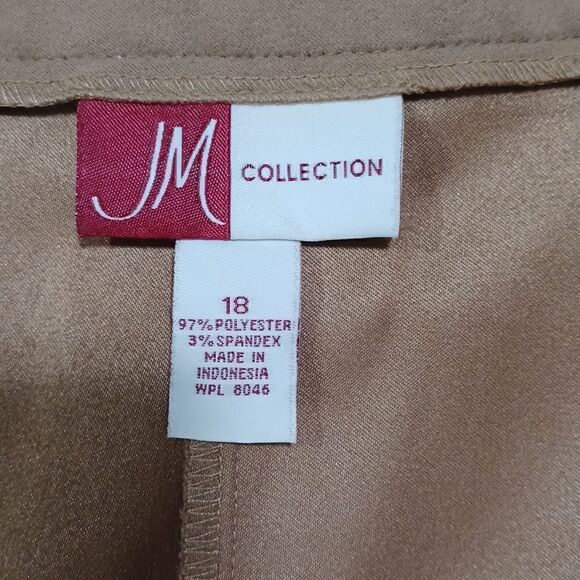 JM
COLLECTION
18
97% POLYESTER
3% SPANDEX
MADE IN
INDONESIA
WPL 8046